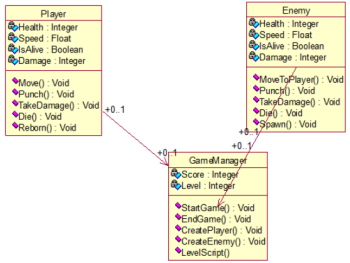 Player
Health : Integer
Speed : Float
IsAlive : Boolean
Damage : Integer
Move() : Void
Punch() : Void
TakeDamage() : Void
Die() : Void
Reborn() : Void
Enemy
Health : Integer
Speed : Float
IsAlive : Boolean
Damage : Integer
MoveToPlayer() : Void
Punch() : Void
TakeDamage() : Void
Die() : Void
Spawn() : Void
+0..1
+0..1
+0..1
+0..1
GameManager
Score : Integer
Level : Integer
StartGame() : Void
EndGame() : Void
CreatePlayer() : Void
CreateEnemy() : Void
LevelScript()